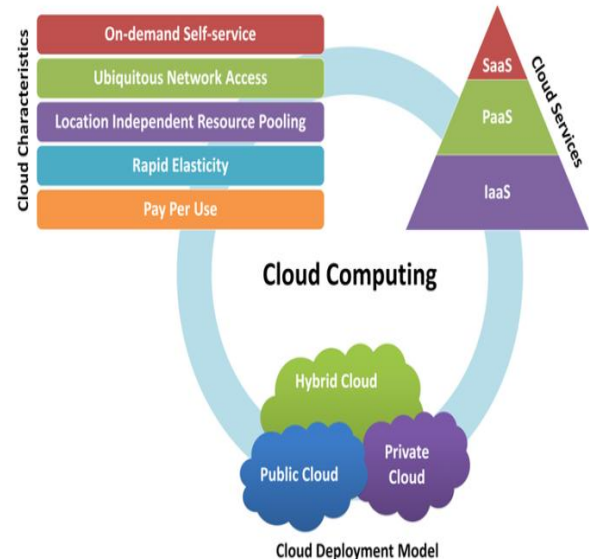 Cloud Characteristics
On-demand Self-service
Ubiquitous Network Access
Location Independent Resource Pooling
Rapid Elasticity
Pay Per Use
SaaS
PaaS
IaaS
Cloud Services
Cloud Computing
Hybrid Cloud
Public Cloud
Private
Cloud
Cloud Deployment Model